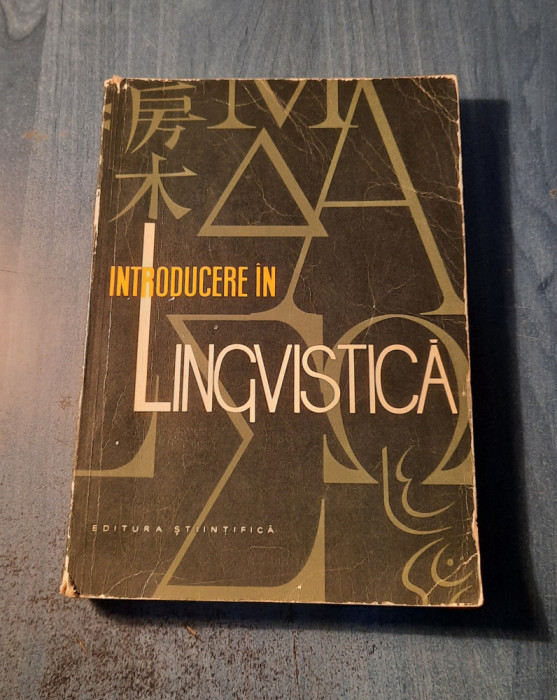 房
木
M
Δ A
INTRODUCERE ÎN
LINGVISTICĂ
Σ Ω
EDITURA ȘTIINȚIFICĂ